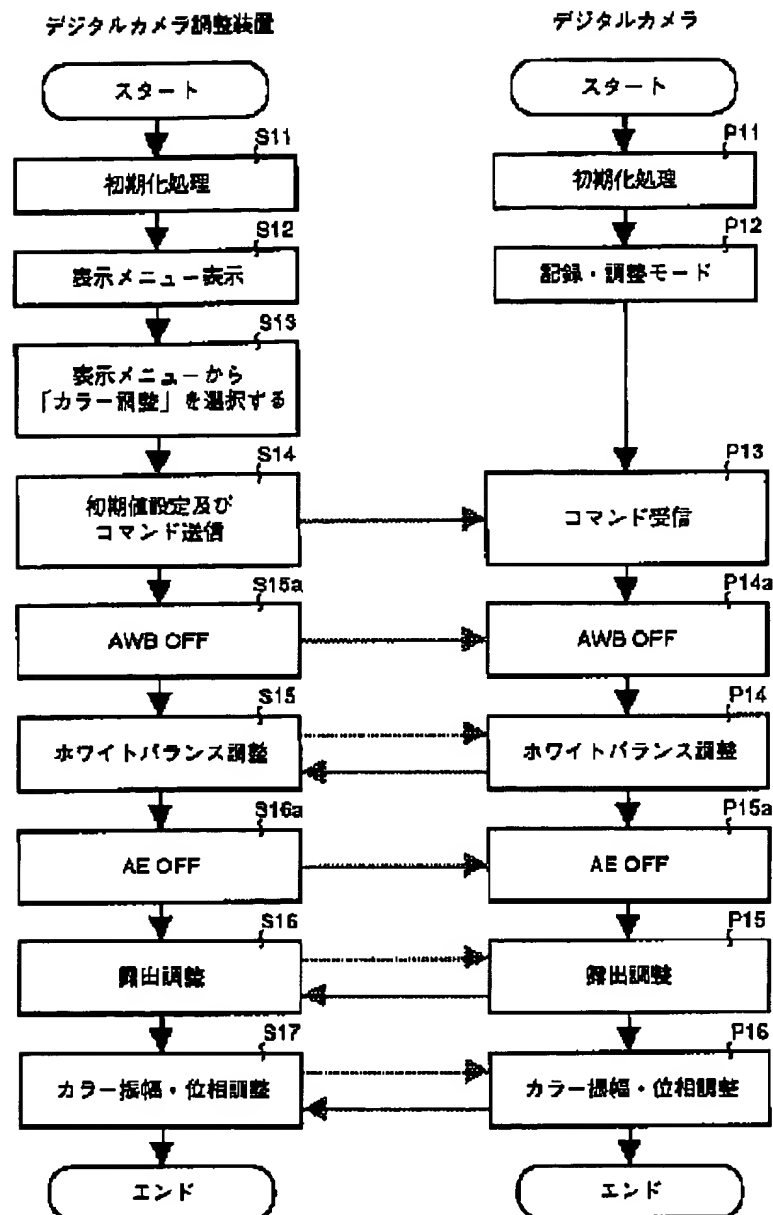 デジタルカメラ調整装置
スタート
S11
初期化処理
S12
表示メニュー表示
S13
表示メニューから
「カラー調整」を選択する
S14
初期値設定及び
コマンド送信
S15a
AWB OFF
S15
ホワイトバランス調整
S16a
AE OFF
S16
露出調整
S17
カラー振幅・位相調整
エンド
デジタルカメラ
スタート
P11
初期化処理
P12
記録・調整モード
P13
コマンド受信
P14a
AWB OFF
P14
ホワイトバランス調整
P15a
AE OFF
P15
露出調整
P16
カラー振幅・位相調整
エンド